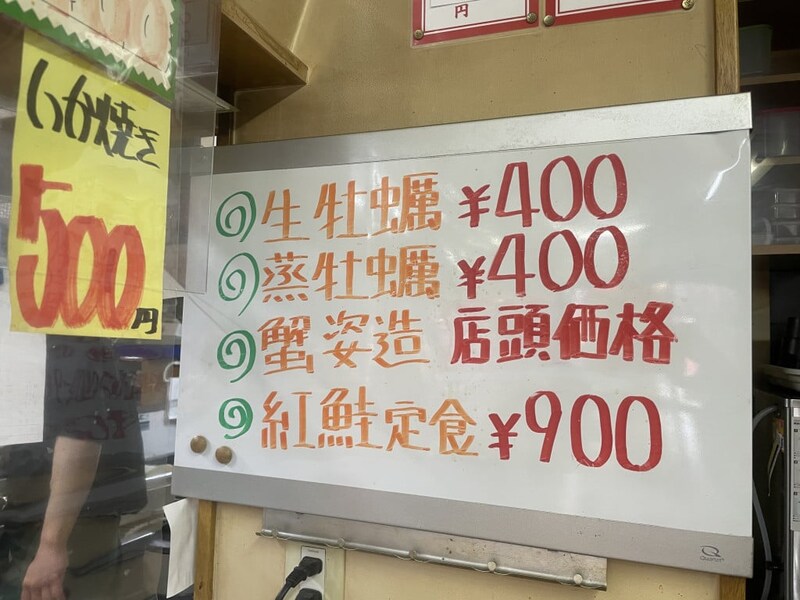 いか焼き
500円
円
生牡蠣 ¥400
蒸牡蠣 ¥400
蟹姿造 店頭価格
紅鮭定食 ¥900